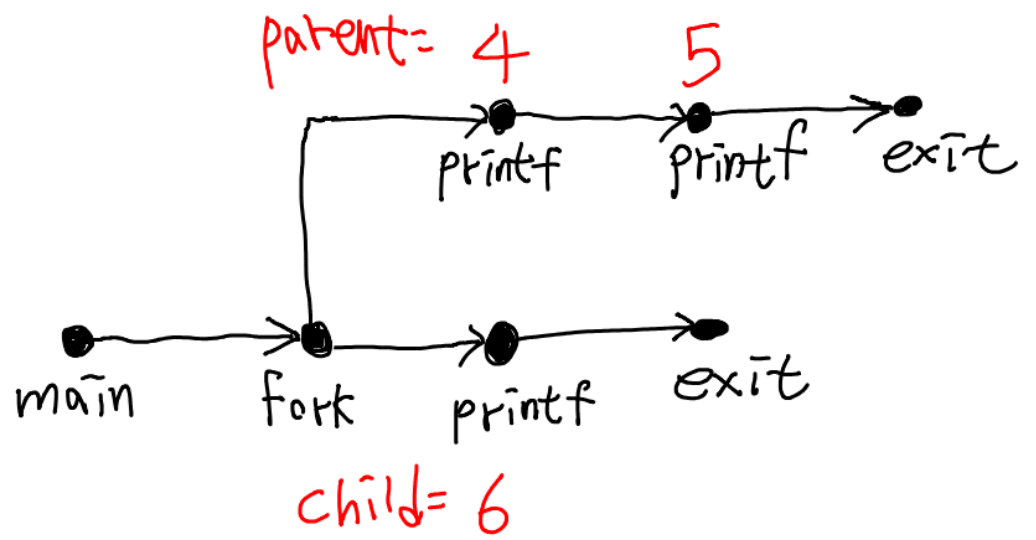 parent= 4 5
printf printf exit
main fork printf exit
child= 6